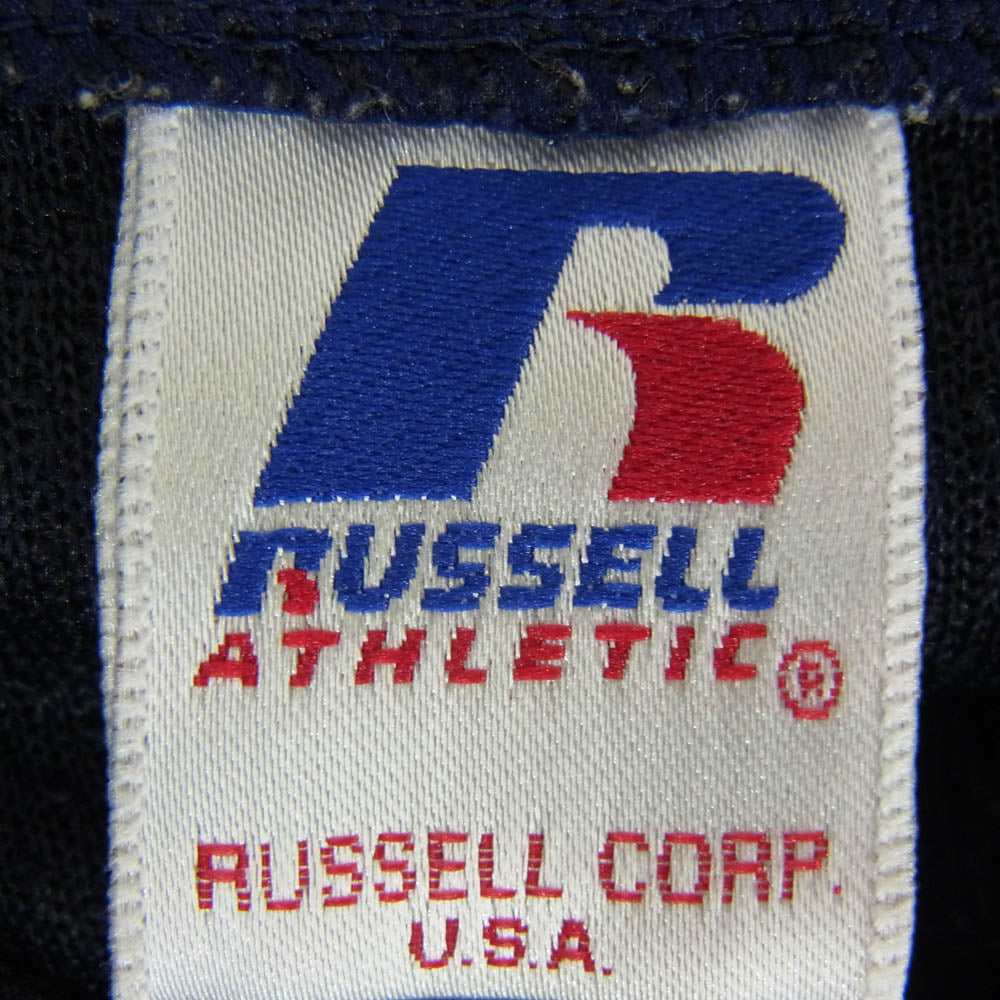 R
RUSSELL
ATHLETIC®
RUSSELL CORP.
U.S.A.